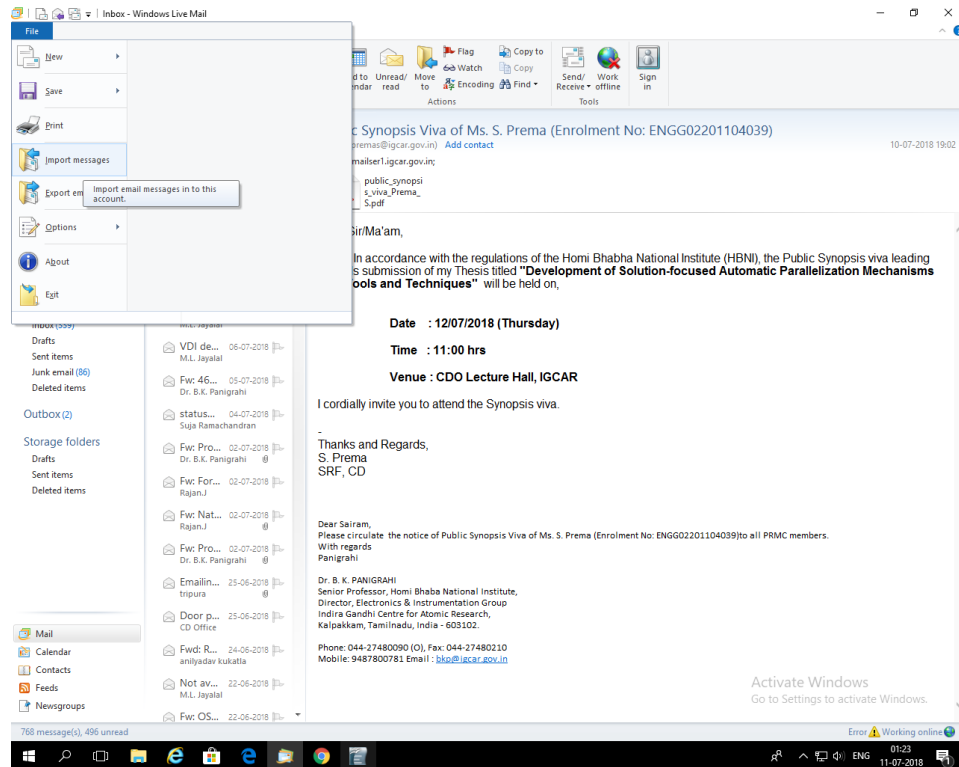 Inbox - Windows Live Mail
File
New
Save
Print
Import messages
Export em
Import email messages in to this
account.
Options
About
Exit
d to
ndar
Unread/
read
Move
to
Flag
Watch
Encoding
Copy to
Copy
Find
Actions
Send/
Receive
Work
offline
Tools
Sign
in
c Synopsis Viva of Ms. S. Prema (Enrolment No: ENGG02201104039)
premas@igcar.gov.in) Add contact
10-07-2018 19:02
mailser1.igcar.gov.in;
public_synopsi
s_viva_Prema_
S.pdf
Sir/Ma'am,
In accordance with the regulations of the Homi Bhabha National Institute (HBNI), the Public Synopsis viva leading
s submission of my Thesis titled "Development of Solution-focused Automatic Parallelization Mechanisms
ools and Techniques" will be held on,
Date : 12/07/2018 (Thursday)
Time : 11:00 hrs
Venue : CDO Lecture Hall, IGCAR
I cordially invite you to attend the Synopsis viva.
-
Thanks and Regards,
S. Prema
SRF, CD
Dear Sairam,
Please circulate the notice of Public Synopsis Viva of Ms. S. Prema (Enrolment No: ENGG02201104039)to all PRMC members.
With regards
Panigrahi
Dr. B. K. PANIGRAHI
Senior Professor, Homi Bhaba National Institute,
Director, Electronics & Instrumentation Group
Indira Gandhi Centre for Atomic Research,
Kalpakkam, Tamilnadu, India - 603102.
Phone: 044-27480090 (O), Fax: 044-27480210
Mobile: 9487800781 Email : bkp@igcar.gov.in
Inbox (339)
Drafts
Sent items
Junk email (86)
Deleted items
Outbox (2)
Storage folders
Drafts
Sent items
Deleted items
Mail
Calendar
Contacts
Feeds
Newsgroups
M.L. Jayalal
VDI de... 06-07-2018
M.L. Jayalal
Fw: 46... 05-07-2018
Dr. B.K. Panigrahi
status... 04-07-2018
Suja Ramachandran
Fw: Pro... 02-07-2018
Dr. B.K. Panigrahi
Fw: For... 02-07-2018
Rajan.J
Fw: Nat... 02-07-2018
Rajan.J
Fw: Pro... 02-07-2018
Dr. B.K. Panigrahi
Emailin... 25-06-2018
tripura
Door p... 25-06-2018
CD Office
Fwd: R... 24-06-2018
anilyadav kukatla
Not av... 22-06-2018
M.L. Jayalal
Fw: OS... 22-06-2018
Activate Windows
Go to Settings to activate Windows.
768 message(s), 496 unread
Error
Working online
ENG
01:23
11-07-2018